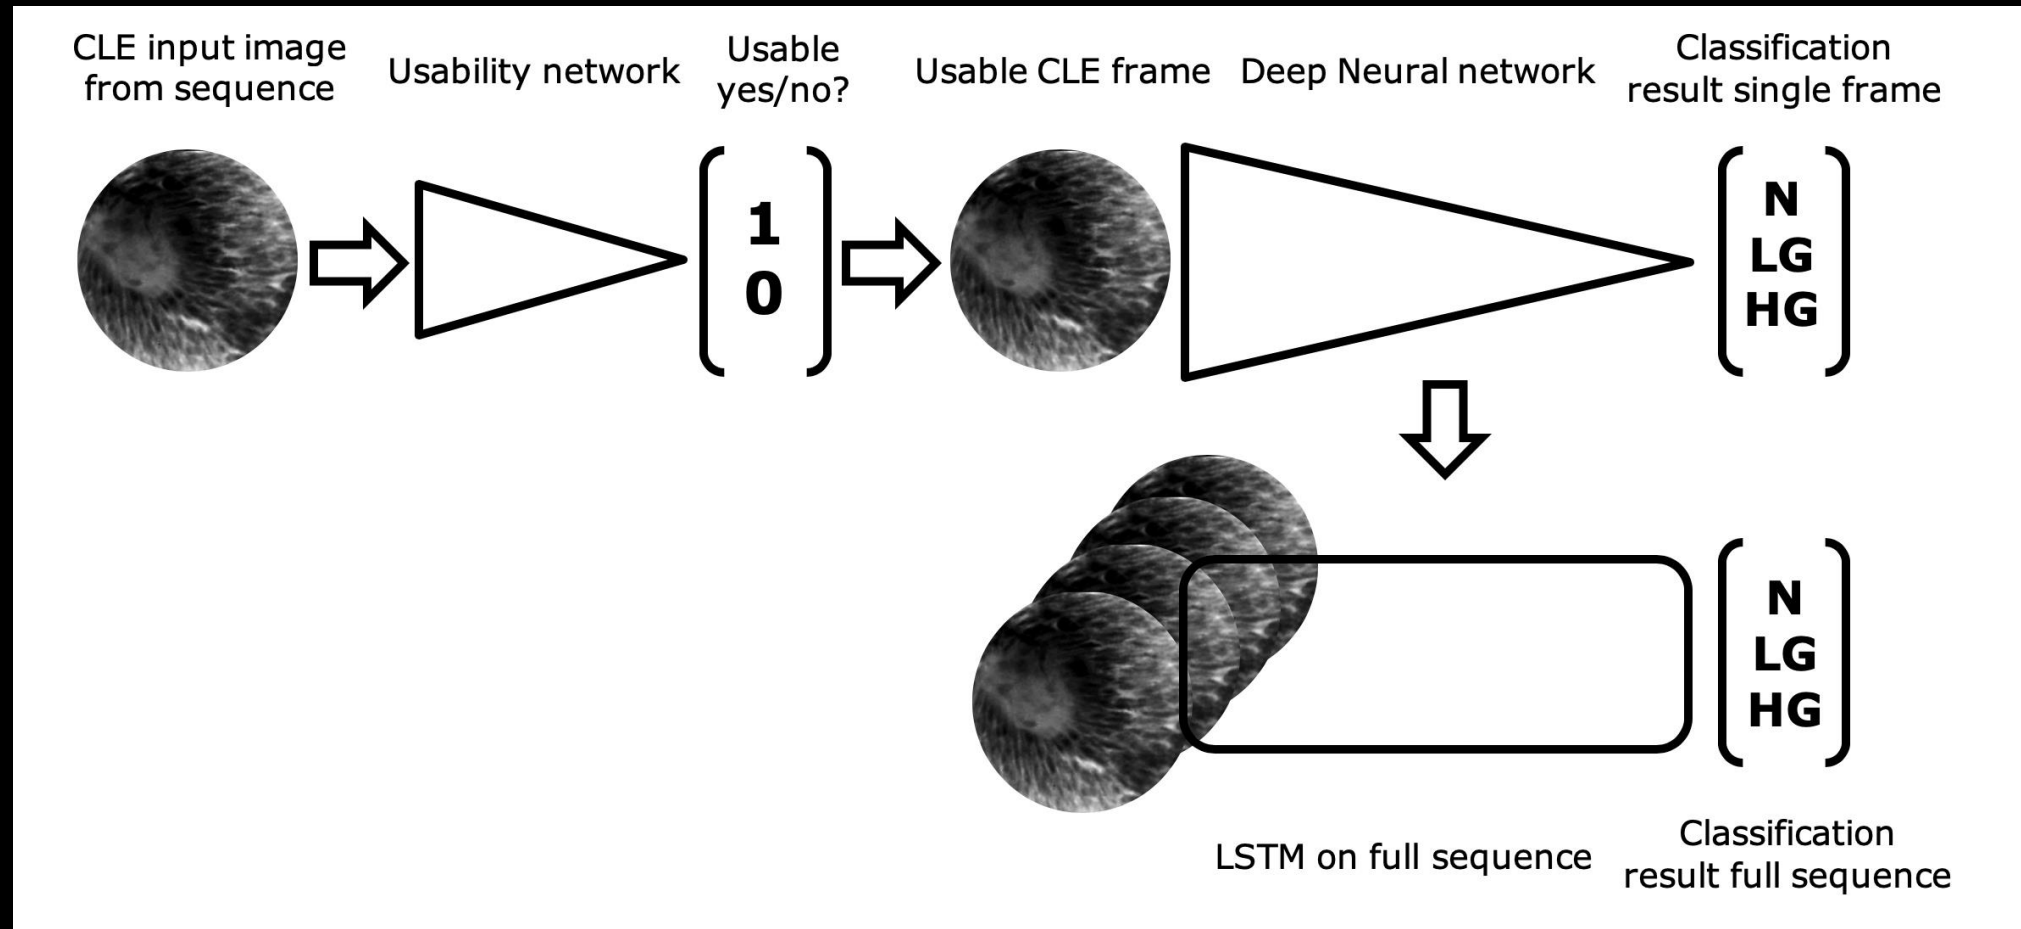 CLE input image
from sequence
Usability network
Usable
yes/no?
Usable CLE frame
Deep Neural network
Classification
result single frame
1
0
N
LG
HG
N
LG
HG
LSTM on full sequence
Classification
result full sequence